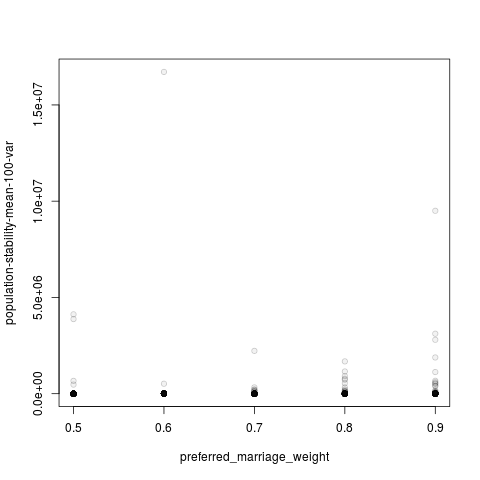 population-stability-mean-100-var
1.5e+07
1.0e+07
5.0e+06
0.0e+00
0.5 0.6 0.7 0.8 0.9
preferred_marriage_weight